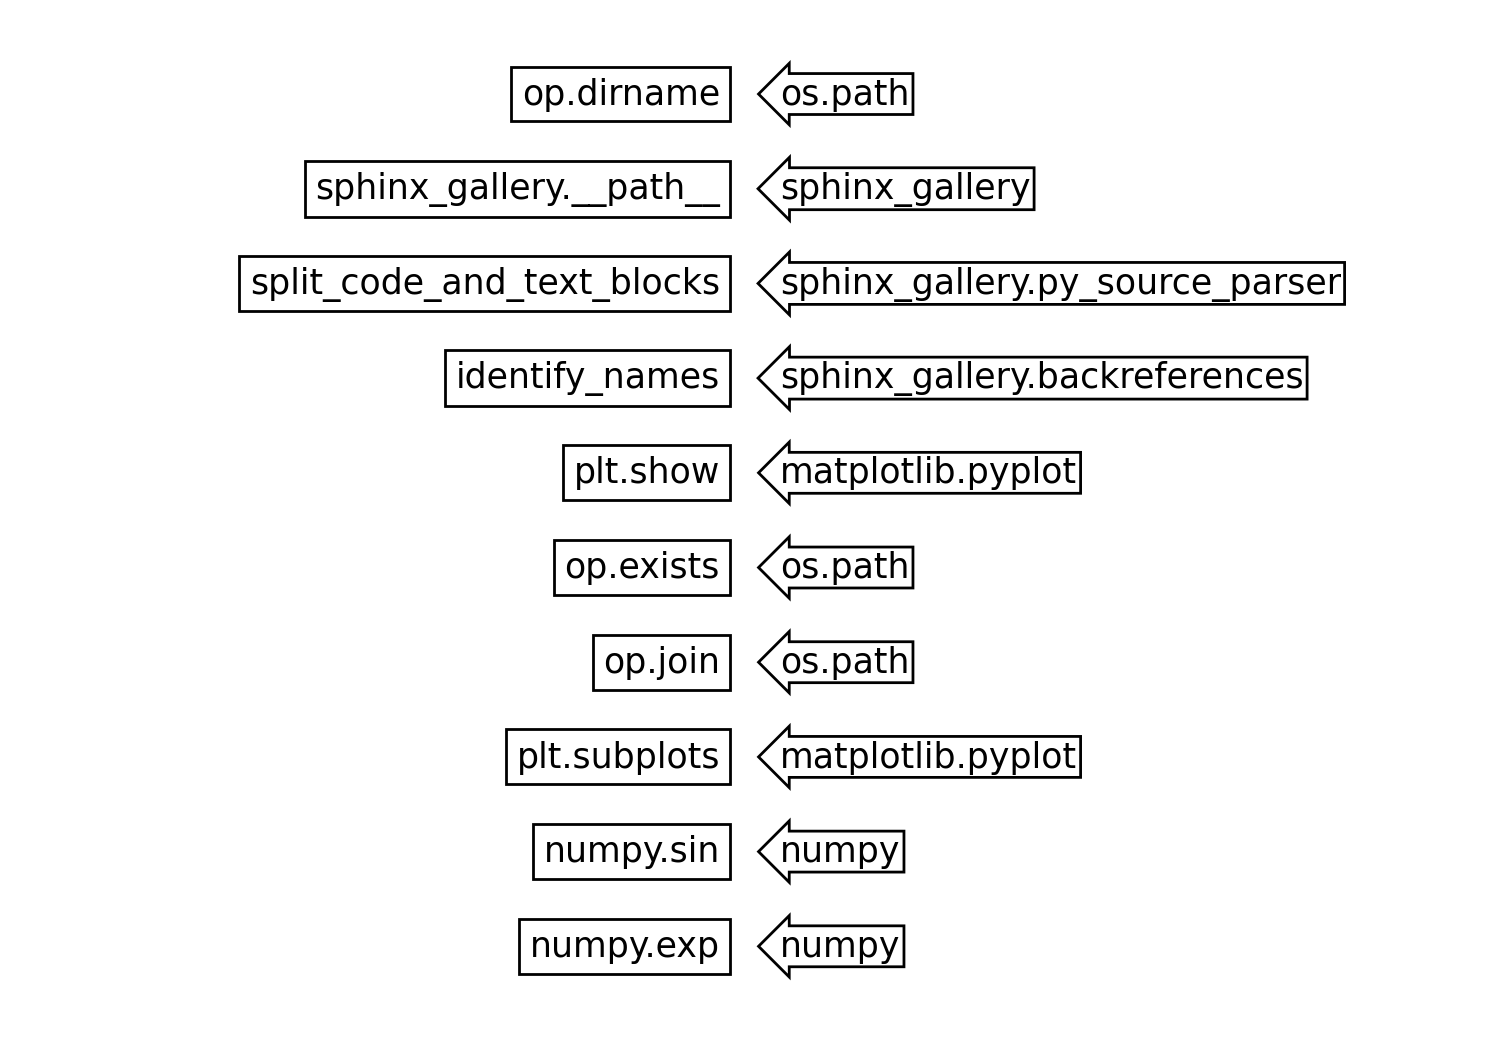 op.dirname os.path
sphinx_gallery.__path__ sphinx_gallery
split_code_and_text_blocks sphinx_gallery.py_source_parser
identify_names sphinx_gallery.backreferences
plt.show matplotlib.pyplot
op.exists os.path
op.join os.path
plt.subplots matplotlib.pyplot
numpy.sin numpy
numpy.exp numpy